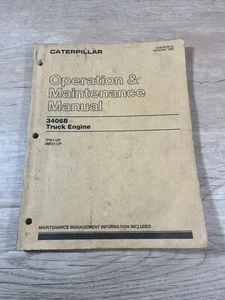 CATERPILLAR
Operation &
Maintenance
Manual
3406B
Truck Engine
MAINTENANCE MANAGEMENT INFORMATION INCLUDED